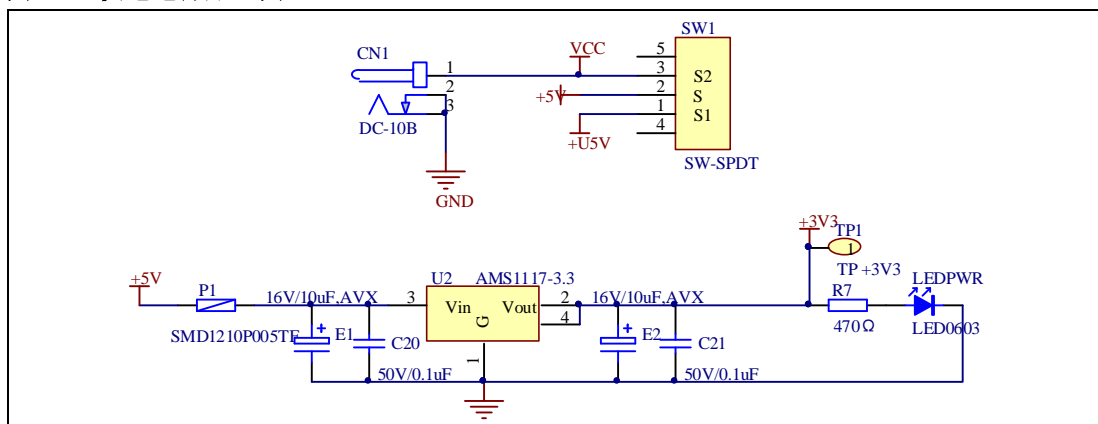 SW1
CN1
VCC
5
1
3
S2
2
+5V
2
S
3
1
S1
DC-10B
+U5V
4
SW-SPDT
GND
+3V3
TP1
1
+5V
P1
U2
AMS1117-3.3
TP +3V3
LEDPWR
16V/10uF,AVX
3
Vin
Vout
2
16V/10uF,AVX
R7
G
4
SMD1210P005TF
E1
C20
1
E2
C21
470Ω
LED0603
50V/0.1uF
50V/0.1uF